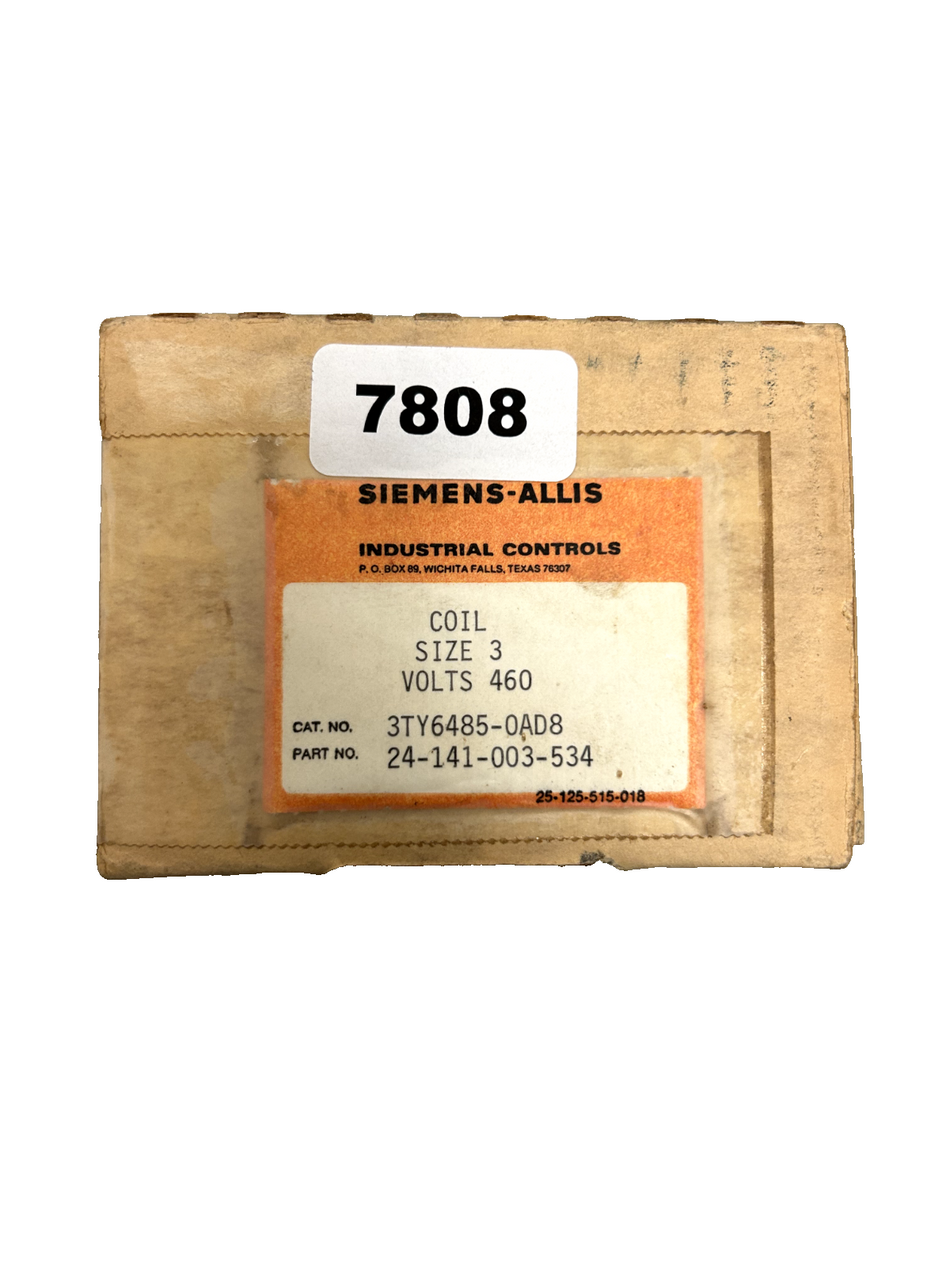 7808
SIEMENS-ALLIS
INDUSTRIAL CONTROLS
P. O. BOX 89, WICHITA FALLS, TEXAS 76307
COIL
SIZE 3
VOLTS 460
CAT. NO. 3TY6485-0AD8
PART NO. 24-141-003-534
25-125-515-018